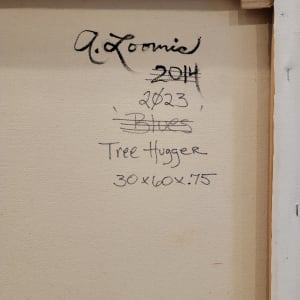 A. Loomis
2014
2023
'Blues'
Tree Hugger
30x60x.75